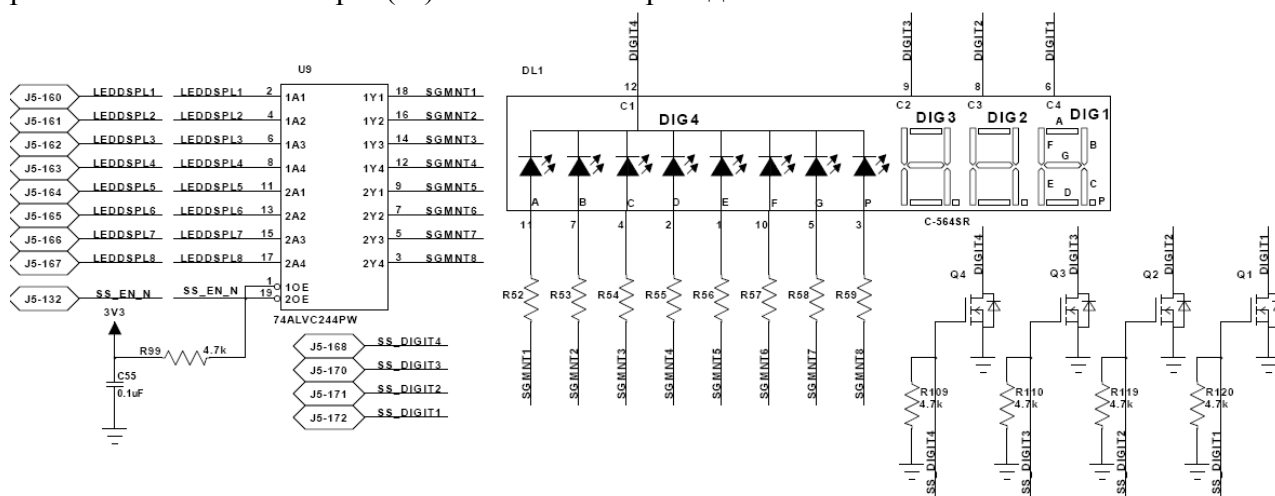 U9
J5-160 LEDDSPL1 LEDDSPL1 2 1A1 1Y1 18 SGMNT1
J5-161 LEDDSPL2 LEDDSPL2 4 1A2 1Y2 16 SGMNT2
J5-162 LEDDSPL3 LEDDSPL3 6 1A3 1Y3 14 SGMNT3
J5-163 LEDDSPL4 LEDDSPL4 8 1A4 1Y4 12 SGMNT4
J5-164 LEDDSPL5 LEDDSPL5 11 2A1 2Y1 9 SGMNT5
J5-165 LEDDSPL6 LEDDSPL6 13 2A2 2Y2 7 SGMNT6
J5-166 LEDDSPL7 LEDDSPL7 15 2A3 2Y3 5 SGMNT7
J5-167 LEDDSPL8 LEDDSPL8 17 2A4 2Y4 3 SGMNT8
1 1OE
J5-132 SS_EN_N SS_EN_N 19 2OE
74ALVC244PW
3V3
R99 4.7k
C55
0.1uF
J5-168 SS_DIGIT4
J5-170 SS_DIGIT3
J5-171 SS_DIGIT2
J5-172 SS_DIGIT1
DIGIT4 DIGIT3 DIGIT2 DIGIT1
DL1
12 9 8 6
C1 C2 C3 C4
DIG4 DIG3 DIG2 DIG1
A
F B
G
E C
D P
A B C D E F G P
C-564SR
11 7 4 2 1 10 5 3
R52 R53 R54 R55 R56 R57 R58 R59
SGMNT1 SGMNT2 SGMNT3 SGMNT4 SGMNT5 SGMNT6 SGMNT7 SGMNT8
DIGIT4 DIGIT3 DIGIT2 DIGIT1
Q4 Q3 Q2 Q1
R109 R110 R119 R120
4.7k 4.7k 4.7k 4.7k
SS_DIGIT4 SS_DIGIT3 SS_DIGIT2 SS_DIGIT1